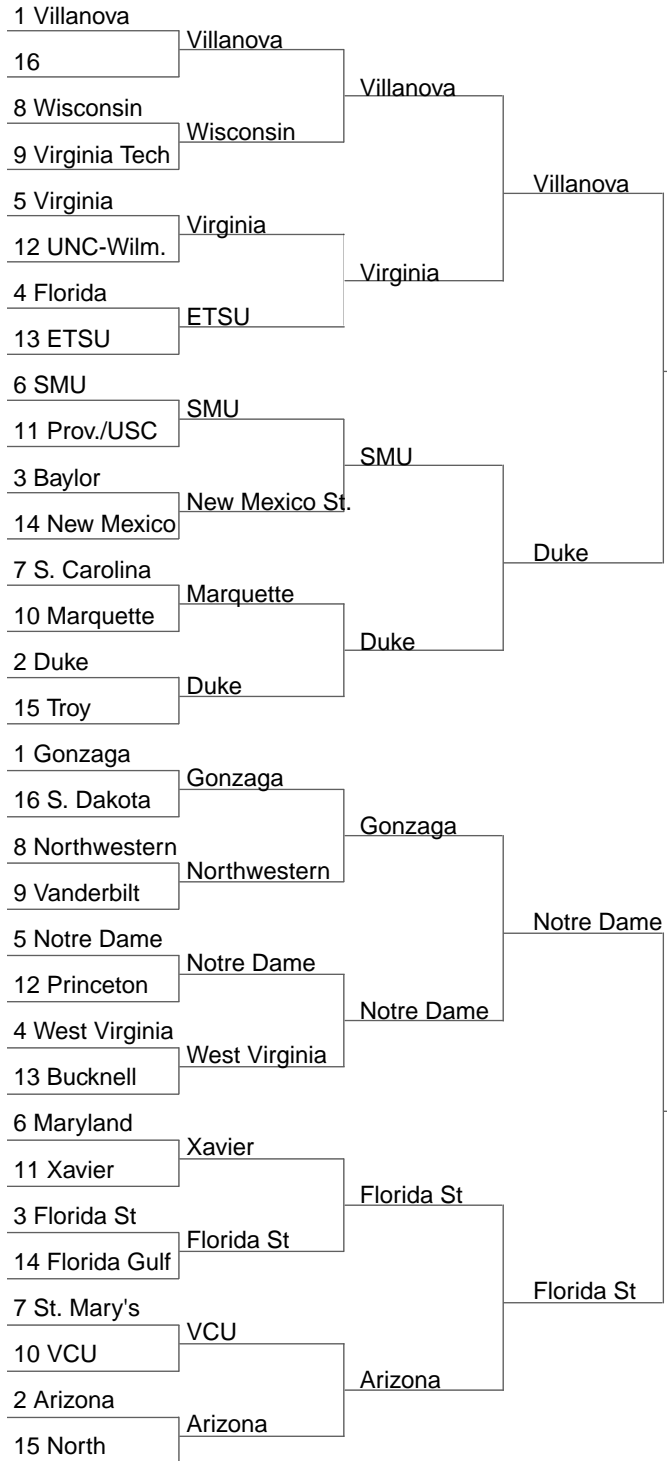 1 Villanova
16
8 Wisconsin
9 Virginia Tech
5 Virginia
12 UNC-Wilm.
4 Florida
13 ETSU
6 SMU
11 Prov./USC
3 Baylor
14 New Mexico
7 S. Carolina
10 Marquette
2 Duke
15 Troy
1 Gonzaga
16 S. Dakota
8 Northwestern
9 Vanderbilt
5 Notre Dame
12 Princeton
4 West Virginia
13 Bucknell
6 Maryland
11 Xavier
3 Florida St
14 Florida Gulf
7 St. Mary's
10 VCU
2 Arizona
15 North
Villanova
Wisconsin
Virginia
ETSU
SMU
New Mexico St.
Marquette
Duke
Gonzaga
Northwestern
Notre Dame
West Virginia
Xavier
Florida St
VCU
Arizona
Villanova
Virginia
SMU
Duke
Gonzaga
Notre Dame
Florida St
Arizona
Villanova
Duke
Notre Dame
Florida St